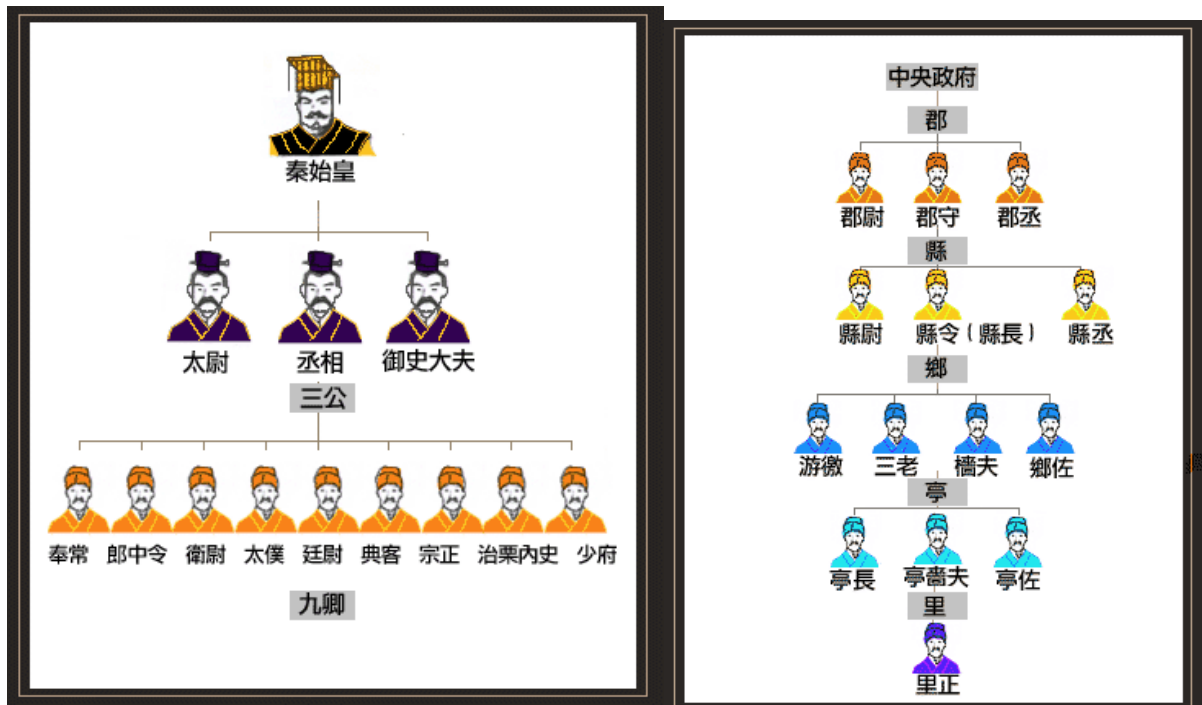 秦始皇
太尉 丞相 御史大夫
三公
奉常 郎中令 衛尉 太僕 廷尉 典客 宗正 治栗內史 少府
九卿
中央政府
郡
郡尉 郡守 郡丞
縣
縣尉 縣令(縣長) 縣丞
鄉
游徼 三老 檣夫 鄉佐
亭
亭長 亭嗇夫 亭佐
里
里正